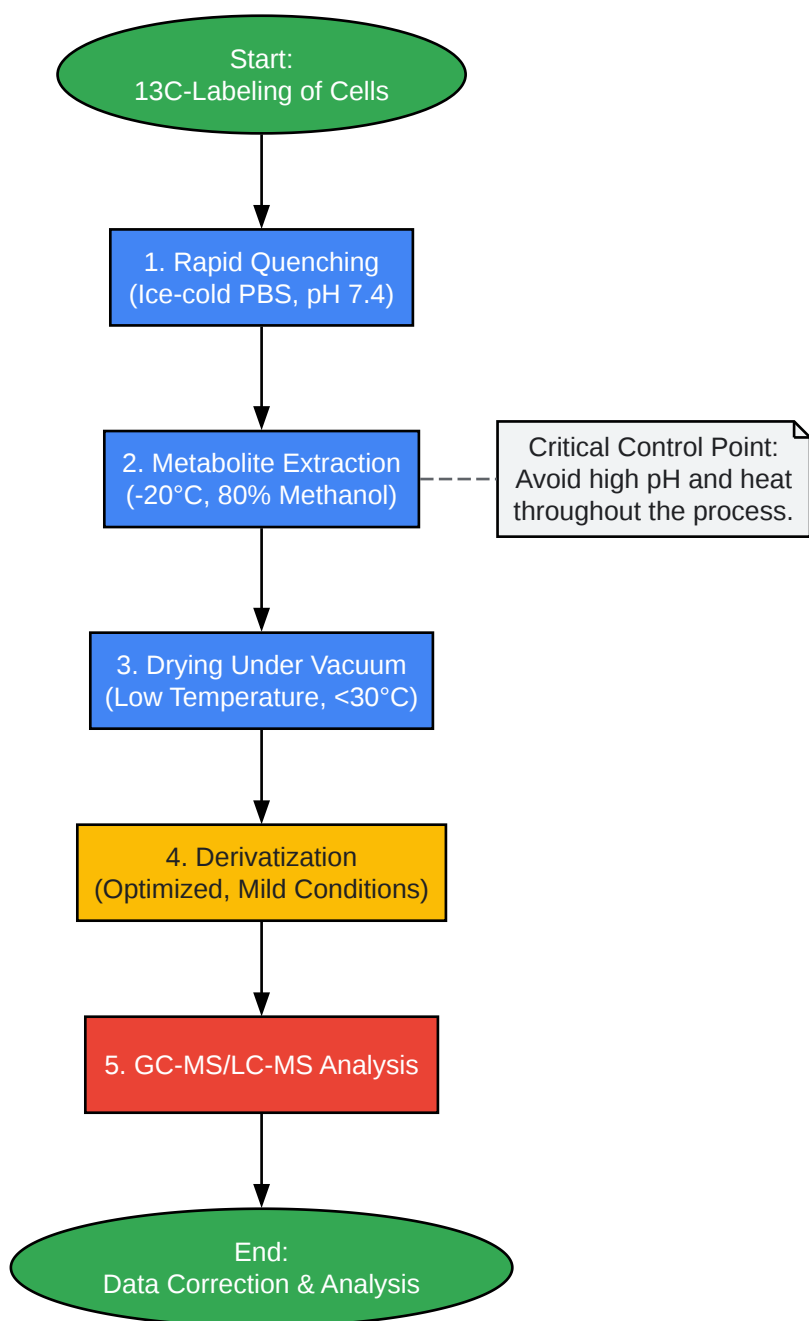 Start:
13C-Labeling of Cells
1. Rapid Quenching
(Ice-cold PBS, pH 7.4)
2. Metabolite Extraction
(-20°C, 80% Methanol)
Critical Control Point:
Avoid high pH and heat
throughout the process.
3. Drying Under Vacuum
(Low Temperature, <30°C)
4. Derivatization
(Optimized, Mild Conditions)
5. GC-MS/LC-MS Analysis
End:
Data Correction & Analysis